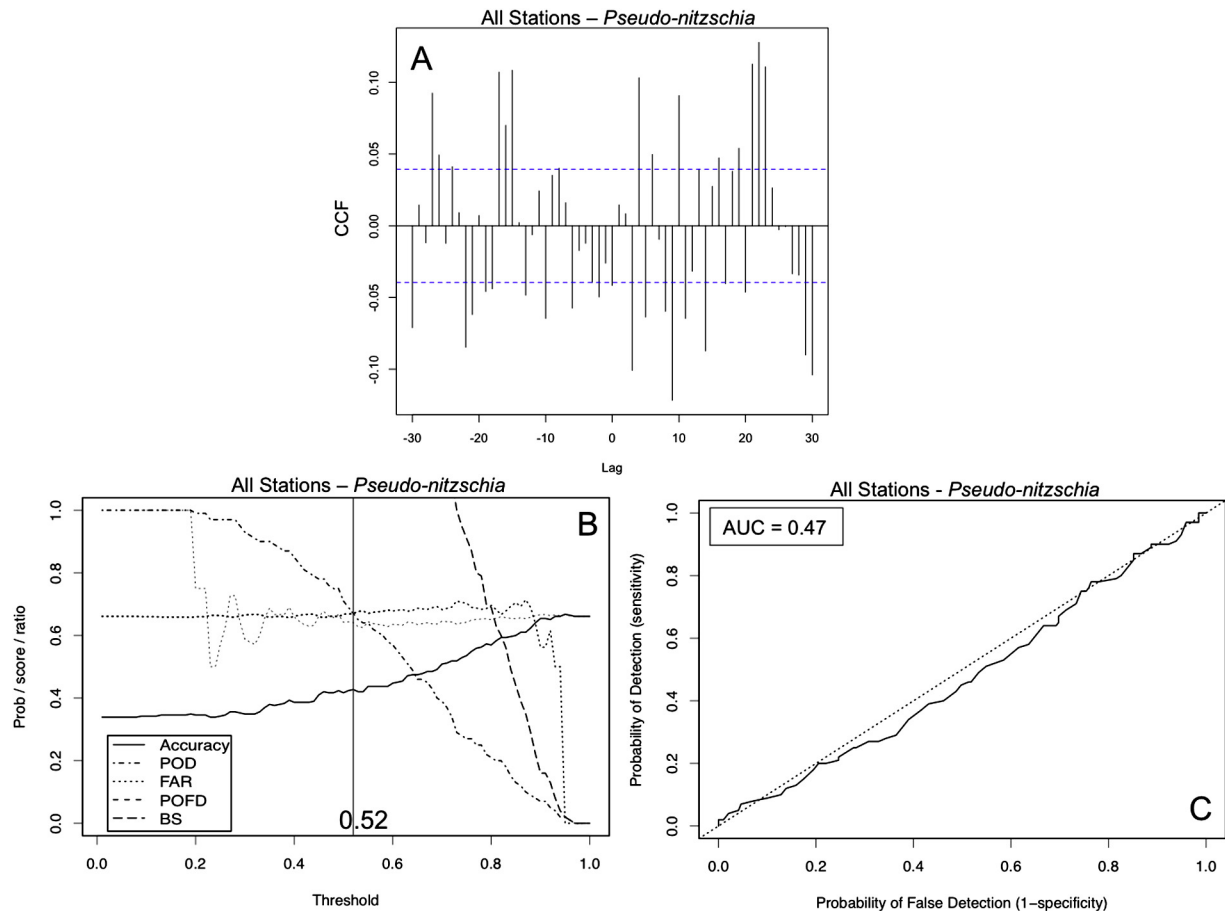 All Stations – Pseudo-nitzschia
A
CCF
0.10
0.05
0.00
-0.05
-0.10
-30
-20
-10
0
10
20
30
Lag
All Stations – Pseudo-nitzschia
B
Prob / score / ratio
1.0
0.8
0.6
0.4
0.2
0.0
Accuracy
POD
FAR
POFD
BS
0.52
0.0
0.2
0.4
0.6
0.8
1.0
Threshold
All Stations - Pseudo-nitzschia
AUC = 0.47
C
Probability of Detection (sensitivity)
1.0
0.8
0.6
0.4
0.2
0.0
0.0
0.2
0.4
0.6
0.8
1.0
Probability of False Detection (1−specificity)